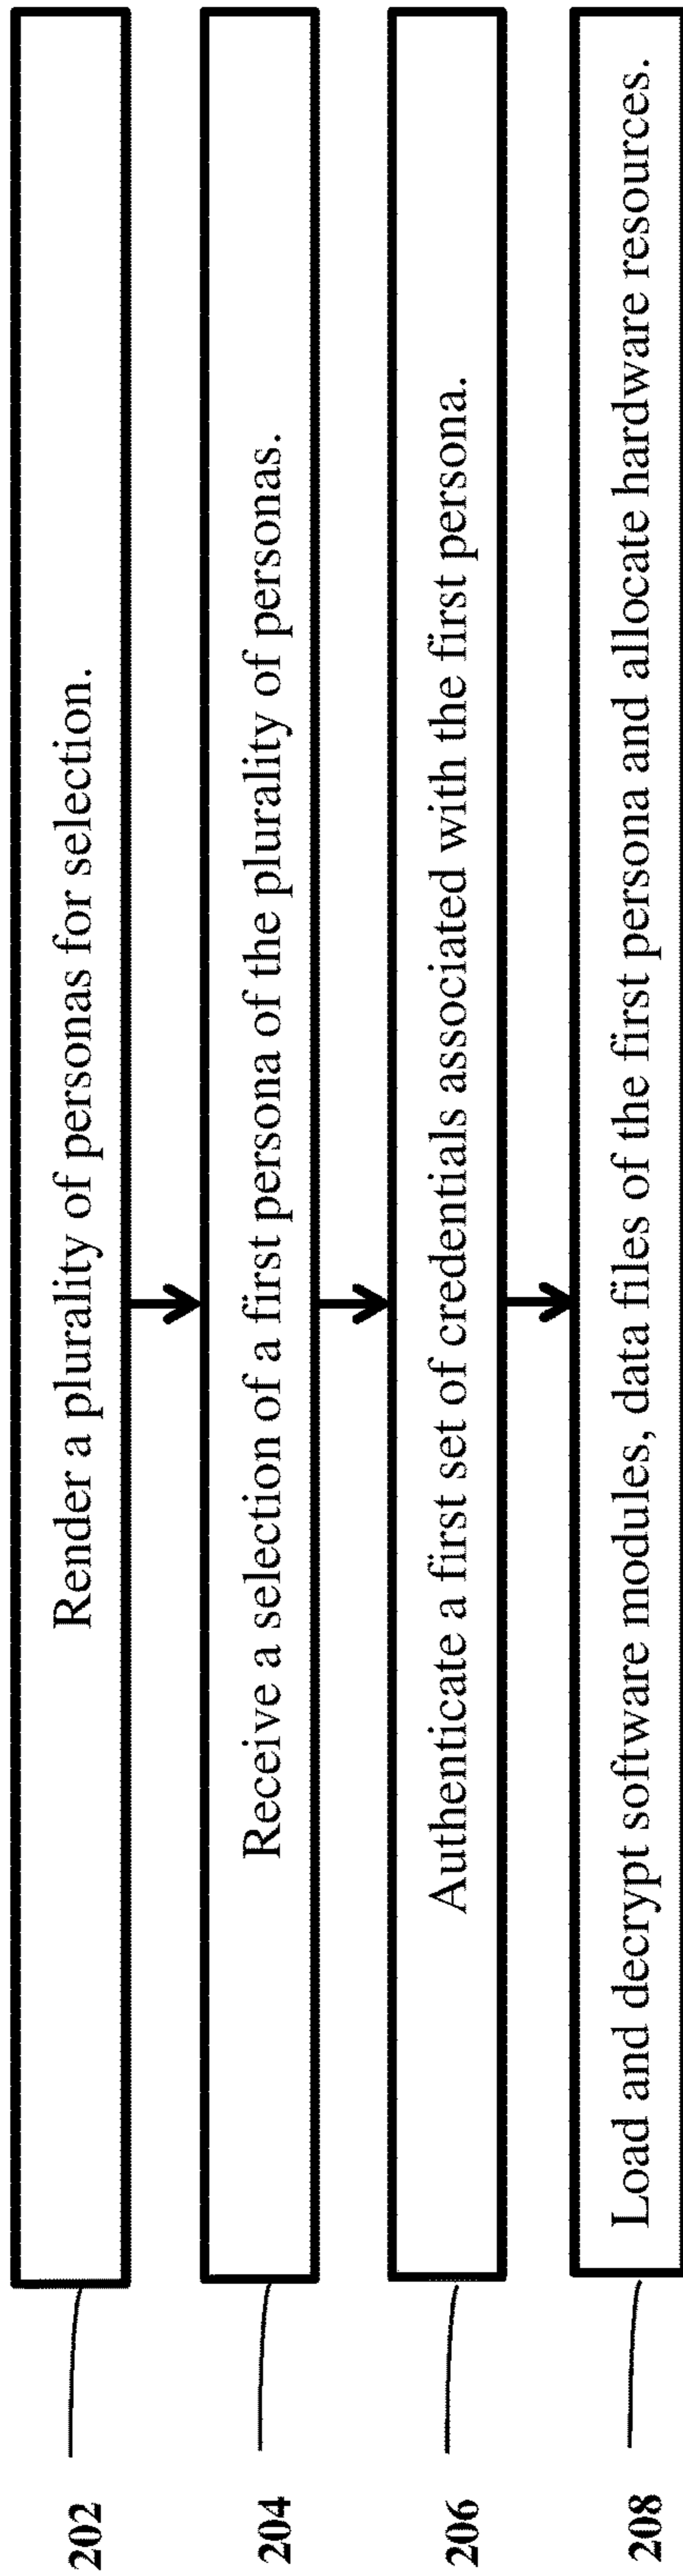 202
Render a plurality of personas for selection.
204
Receive a selection of a first persona of the plurality of personas.
206
Authenticate a first set of credentials associated with the first persona.
208
Load and decrypt software modules, data files of the first persona and allocate hardware resources.